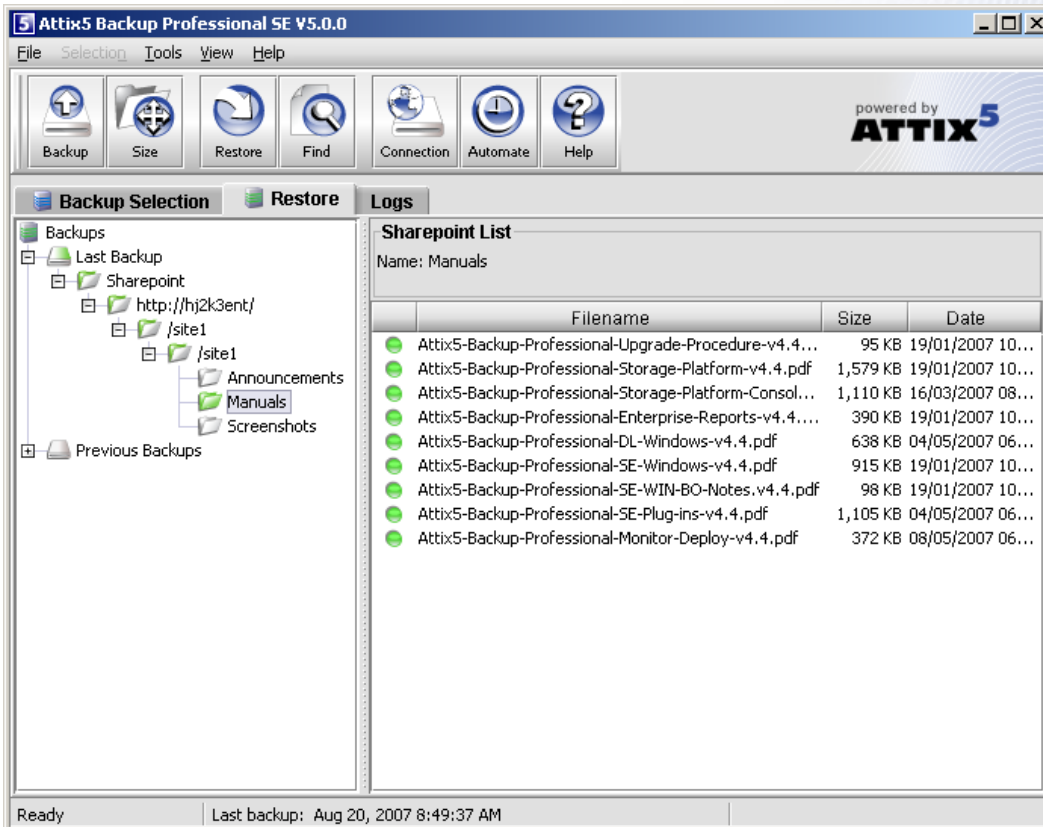 5 Attix5 Backup Professional SE V5.0.0
File Selection Tools View Help
Backup Size Restore Find Connection Automate Help
powered by
ATTIX5
Backup Selection Restore Logs
Backups
Last Backup
Sharepoint
http://hj2k3ent/
/site1
/site1
Announcements
Manuals
Screenshots
Previous Backups
Sharepoint List
Name: Manuals
Filename Size Date
Attix5-Backup-Professional-Upgrade-Procedure-v4.4... 95 KB 19/01/2007 10...
Attix5-Backup-Professional-Storage-Platform-v4.4.pdf 1,579 KB 19/01/2007 10...
Attix5-Backup-Professional-Storage-Platform-Consol... 1,110 KB 16/03/2007 08...
Attix5-Backup-Professional-Enterprise-Reports-v4.4.... 390 KB 19/01/2007 10...
Attix5-Backup-Professional-DL-Windows-v4.4.pdf 638 KB 04/05/2007 06...
Attix5-Backup-Professional-SE-Windows-v4.4.pdf 915 KB 19/01/2007 10...
Attix5-Backup-Professional-SE-WIN-BO-Notes.v4.4.pdf 98 KB 19/01/2007 10...
Attix5-Backup-Professional-SE-Plug-ins-v4.4.pdf 1,105 KB 04/05/2007 06...
Attix5-Backup-Professional-Monitor-Deploy-v4.4.pdf 372 KB 08/05/2007 06...
Ready Last backup: Aug 20, 2007 8:49:37 AM